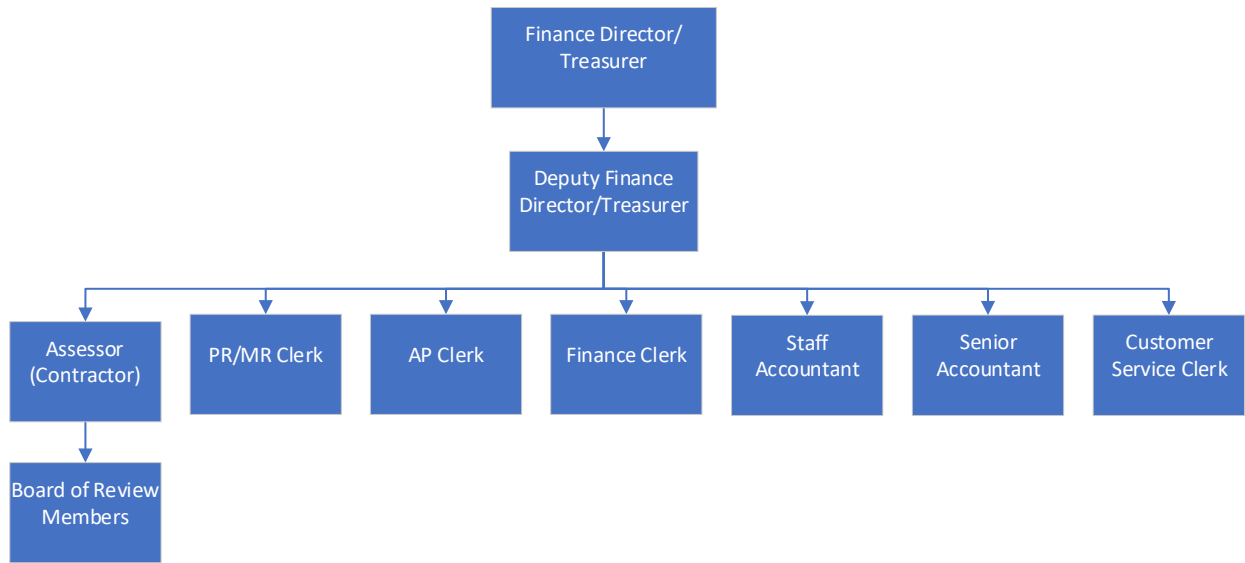 Finance Director/
Treasurer
Deputy Finance
Director/Treasurer
Assessor
(Contractor)
PR/MR Clerk
AP Clerk
Finance Clerk
Staff
Accountant
Senior
Accountant
Customer
Service Clerk
Board of Review
Members